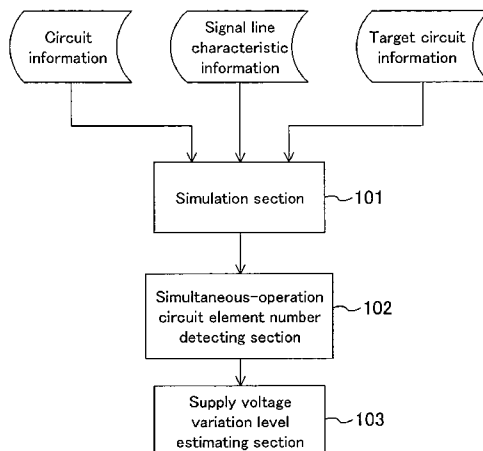 Circuit
information
Signal line
characteristic
information
Target circuit
information
Simulation section
101
Simultaneous-operation
circuit element number
detecting section
102
Supply voltage
variation level
estimating section
103